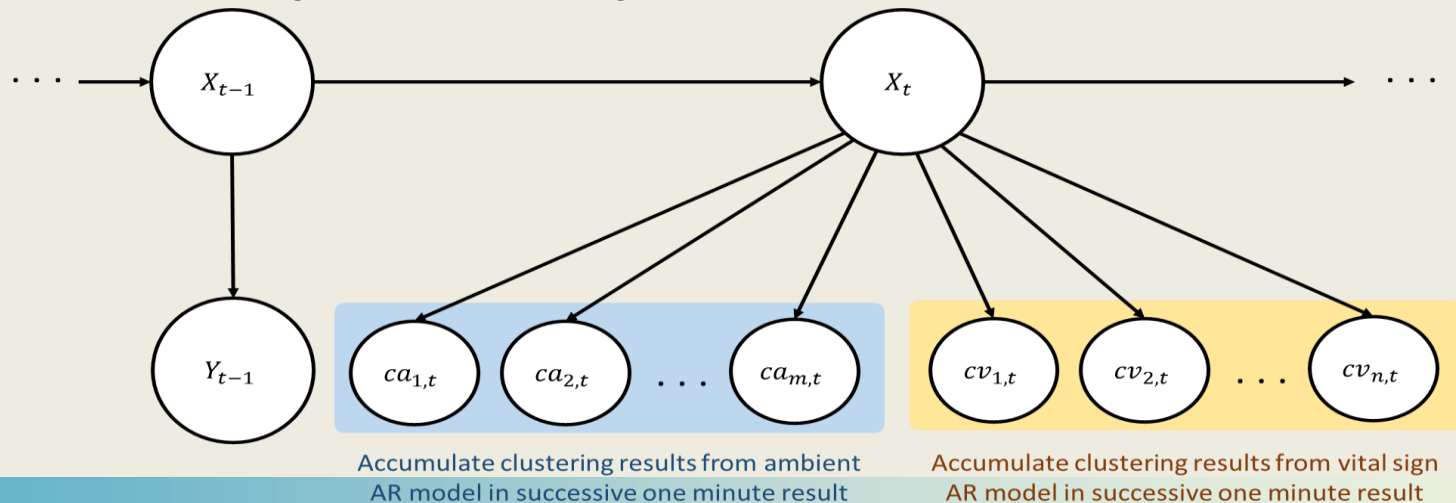 ... X_{t-1} X_t ...
Y_{t-1} ca_{1,t} ca_{2,t} ... ca_{m,t} cv_{1,t} cv_{2,t} ... cv_{n,t}
Accumulate clustering results from ambient
AR model in successive one minute result
Accumulate clustering results from vital sign
AR model in successive one minute result